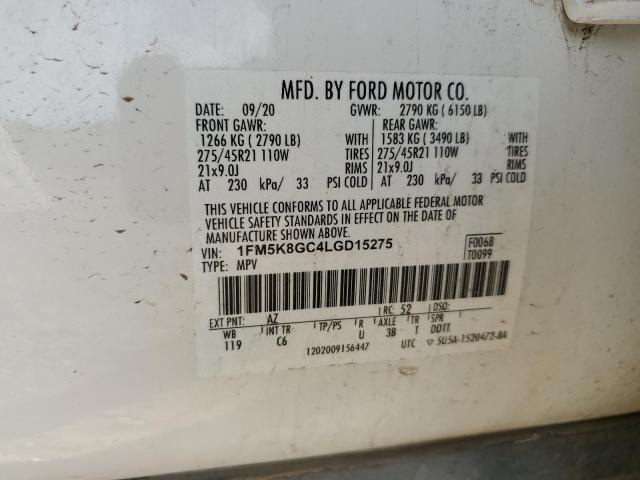 MFD. BY FORD MOTOR CO.
DATE: 09/20 GVWR: 2790 KG ( 6150 LB)
FRONT GAWR: REAR GAWR:
1266 KG ( 2790 LB) WITH 1583 KG ( 3490 LB) WITH
275/45R21 110W TIRES 275/45R21 110W TIRES
21x9.0J RIMS 21x9.0J RIMS
AT 230 kPa/ 33 PSI COLD AT 230 kPa/ 33 PSI COLD
THIS VEHICLE CONFORMS TO ALL APPLICABLE FEDERAL MOTOR
VEHICLE SAFETY STANDARDS IN EFFECT ON THE DATE OF
MANUFACTURE SHOWN ABOVE.
VIN: 1FM5K8GC4LGD15275 F0068
TYPE: MPV T0099
EXT PNT: AZ RC: 52 DSO:
WB INT TR TP/PS R AXLE TR SPR
119 C6 U 3B T DDTT
1202009156447 UTC ▽ 5U5A-1520472-BA